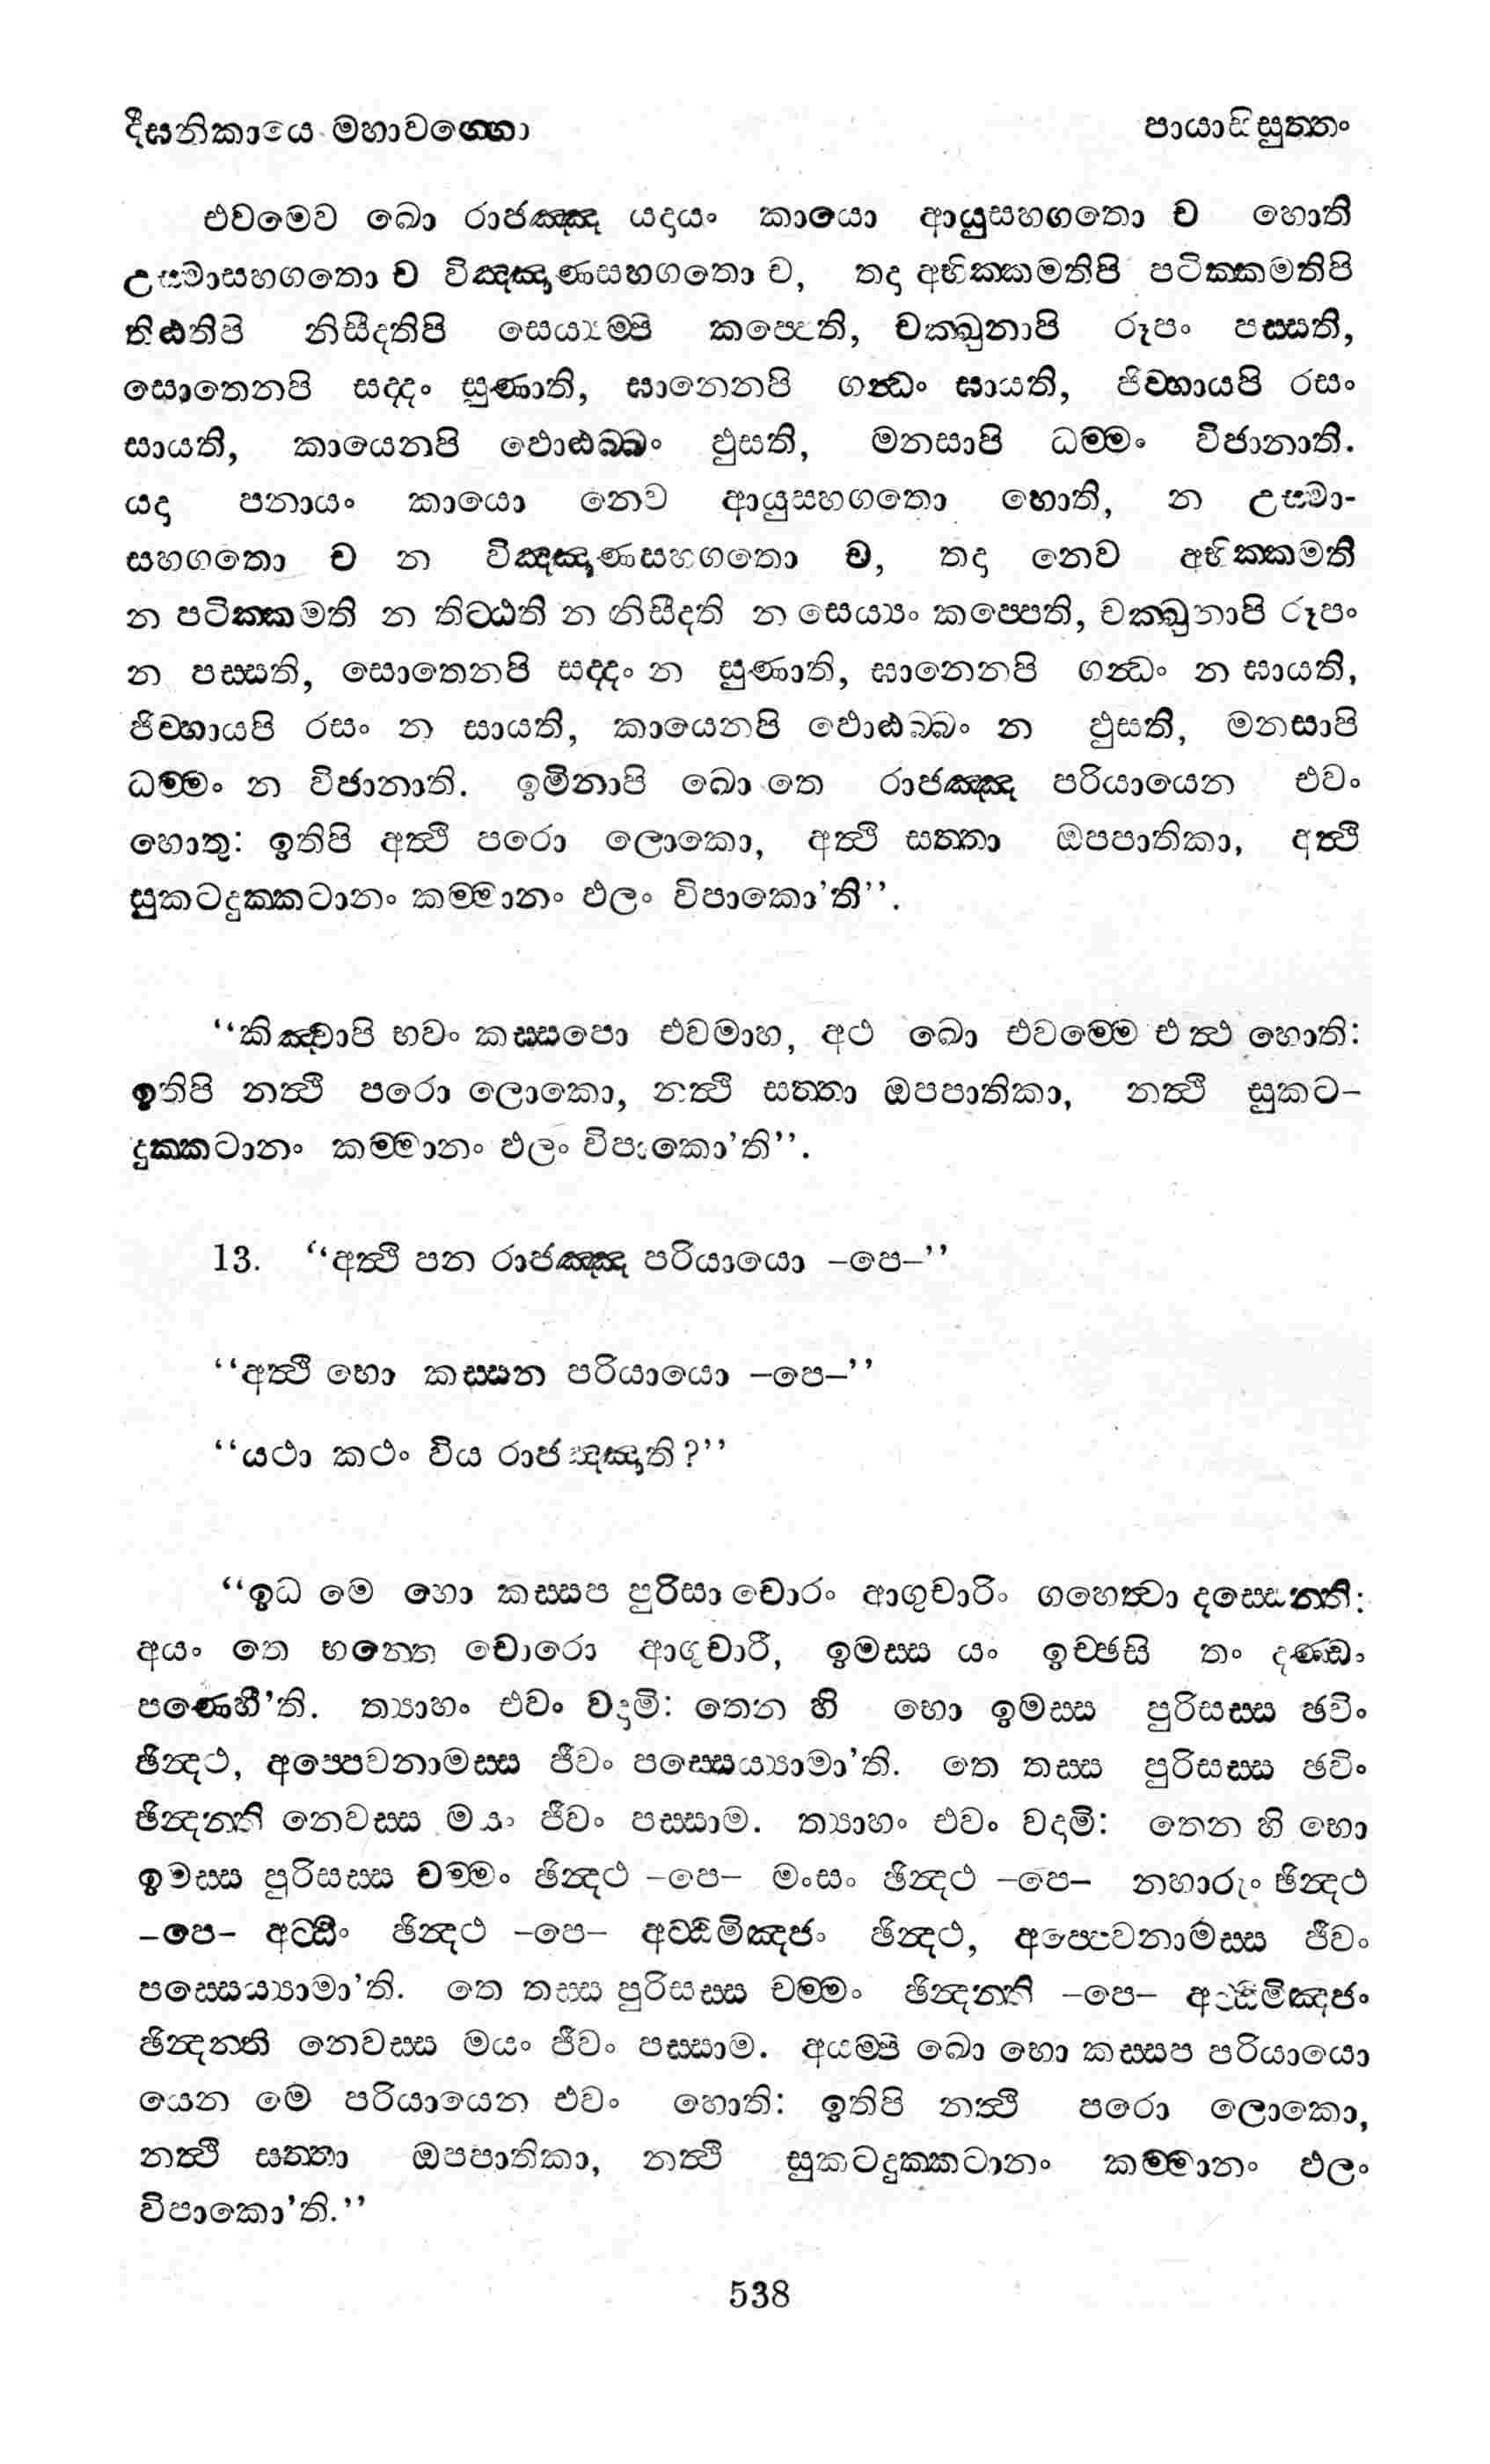 දීඝනිකායෙ මහාවග්ගො පායාසිසුත්තං
එවමෙව ඛො රාජඤ්ඤ යදායං කායො ආයුසහගතො ච හොති
උස්මාසහගතො ච විඤ්ඤාණසහගතො ච, තදා අභික්කමතිපි පටික්කමතිපි
තිඪතිපි නිසීදතිපි සෙය්‍යම්පි කප්පෙති, චක්ඛුනාපි රූපං පස්සති,
සොතෙනපි සද්දං සුණාති, ඝානෙනපි ගන්ධං ඝායති, ජිව්හායපි රසං
සායති, කායෙනපි ඵොඪබ්බං ඵුසති, මනසාපි ධම්මං විජානාති.
යදා පනායං කායො නෙව ආයුසහගතො හොති, න උස්මා-
සහගතො ච න විඤ්ඤාණසහගතො ච, තදා නෙව අභික්කමති
න පටික්කමති න තිට්ඨති න නිසීදති න සෙය්‍යං කප්පෙති, චක්ඛුනාපි රූපං
න පස්සති, සොතෙනපි සද්දං න සුණාති, ඝානෙනපි ගන්ධං න ඝායති,
ජිව්හායපි රසං න සායති, කායෙනපි ඵොඪබ්බං න ඵුසති, මනසාපි
ධම්මං න විජානාති. ඉමිනාපි ඛො තෙ රාජඤ්ඤ පරියායෙන එවං
හොතු: ඉතිපි අත්ථි පරො ලොකො, අත්ථි සත්තා ඔපපාතිකා, අත්ථි
සුකටදුක්කටානං කම්මානං ඵලං විපාකො’ති’’.
‘‘කිඤ්චාපි භවං කස්සපො එවමාහ, අථ ඛො එවම්මෙ එත්ථ හොති:
ඉතිපි නත්ථි පරො ලොකො, නත්ථි සත්තා ඔපපාතිකා, නත්ථි සුකට-
දුක්කටානං කම්මානං ඵලං විපාකො’ති’’.
13. ‘‘අත්ථි පන රාජඤ්ඤ පරියායො -පෙ-’’
‘‘අත්ථි භො කස්සන පරියායො -පෙ-’’
‘‘යථා කථං විය රාජඤ්ඤාති?’’
‘‘ඉධ මෙ හො කස්සප පුරිසා චොරං ආගුචාරිං ගහෙත්වා දස්සෙන්ති:
අයං තෙ භන්තෙ චොරො ආගුචාරී, ඉමස්ස යං ඉච්ඡසි තං දණ්ඩං
පණෙහී’ති. ත්‍යාහං එවං වදාමි: තෙන හි භො ඉමස්ස පුරිසස්ස ඡවිං
ඡින්දථ, අප්පෙවනාමස්ස ජීවං පස්සෙය්‍යාමා’ති. තෙ තස්ස පුරිසස්ස ඡවිං
ඡින්දන්ති නෙවස්ස මයං ජීවං පස්සාම. ත්‍යාහං එවං වදාමි: තෙන හි භො
ඉමස්ස පුරිසස්ස චම්මං ඡින්දථ -පෙ- මංසං ඡින්දථ -පෙ- නහාරුං ඡින්දථ
-පෙ- අට්ඨිං ඡින්දථ -පෙ- අට්ඨිමිඤ්ජං ඡින්දථ, අප්පෙවනාමස්ස ජීවං
පස්සෙය්‍යාමා’ති. තෙ තස්ස පුරිසස්ස චම්මං ඡින්දන්ති -පෙ- අට්ඨිමිඤ්ජං
ඡින්දන්ති නෙවස්ස මයං ජීවං පස්සාම. අයම්පි ඛො භො කස්සප පරියායො
යෙන මෙ පරියායෙන එවං හොති: ඉතිපි නත්ථි පරො ලොකො,
නත්ථි සත්තා ඔපපාතිකා, නත්ථි සුකටදුක්කටානං කම්මානං ඵලං
විපාකො’ති.’’
538